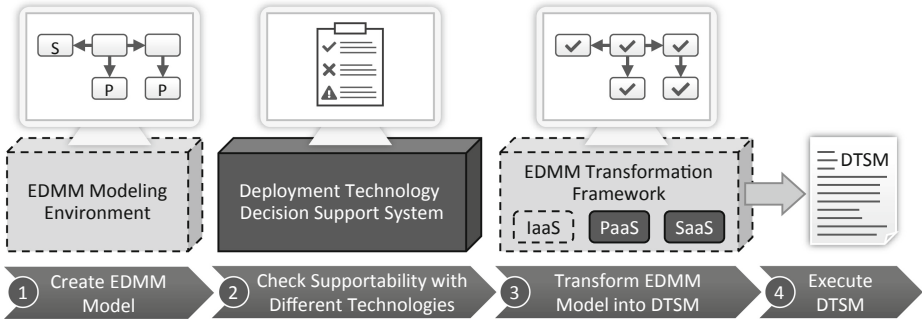 S
P
P
EDMM Modeling
Environment
Deployment Technology
Decision Support System
EDMM Transformation
Framework
IaaS
PaaS
SaaS
DTSM
1
Create EDMM
Model
2
Check Supportability with
Different Technologies
3
Transform EDMM
Model into DTSM
4
Execute
DTSM